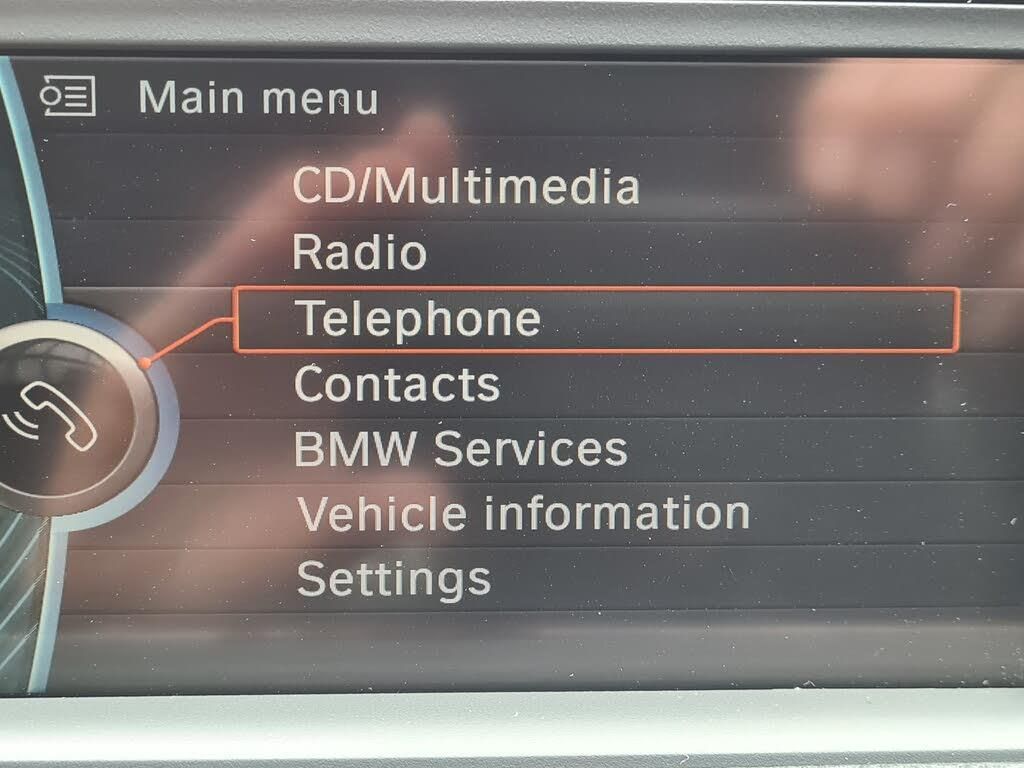 Main menu
CD/Multimedia
Radio
Telephone
Contacts
BMW Services
Vehicle information
Settings